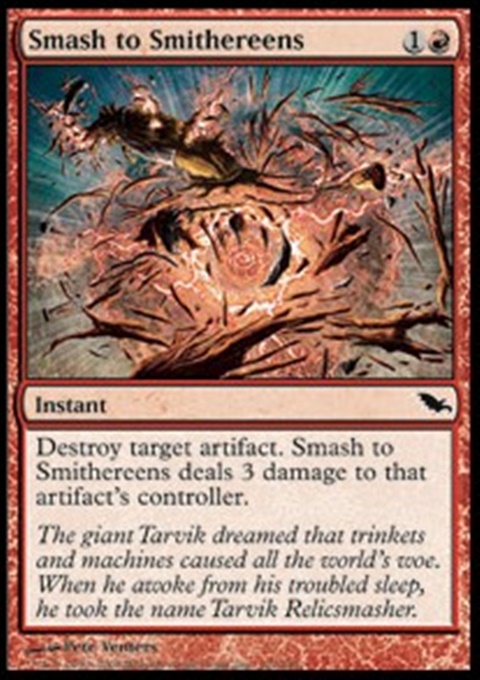 Smash to Smithereens 1
Instant
Destroy target artifact. Smash to
Smithereens deals 3 damage to that
artifact's controller.
The giant Tarvik dreamed that trinkets
and machines caused all the world's woe.
When he awoke from his troubled sleep,
he took the name Tarvik Relicsmasher.
Pete Venters